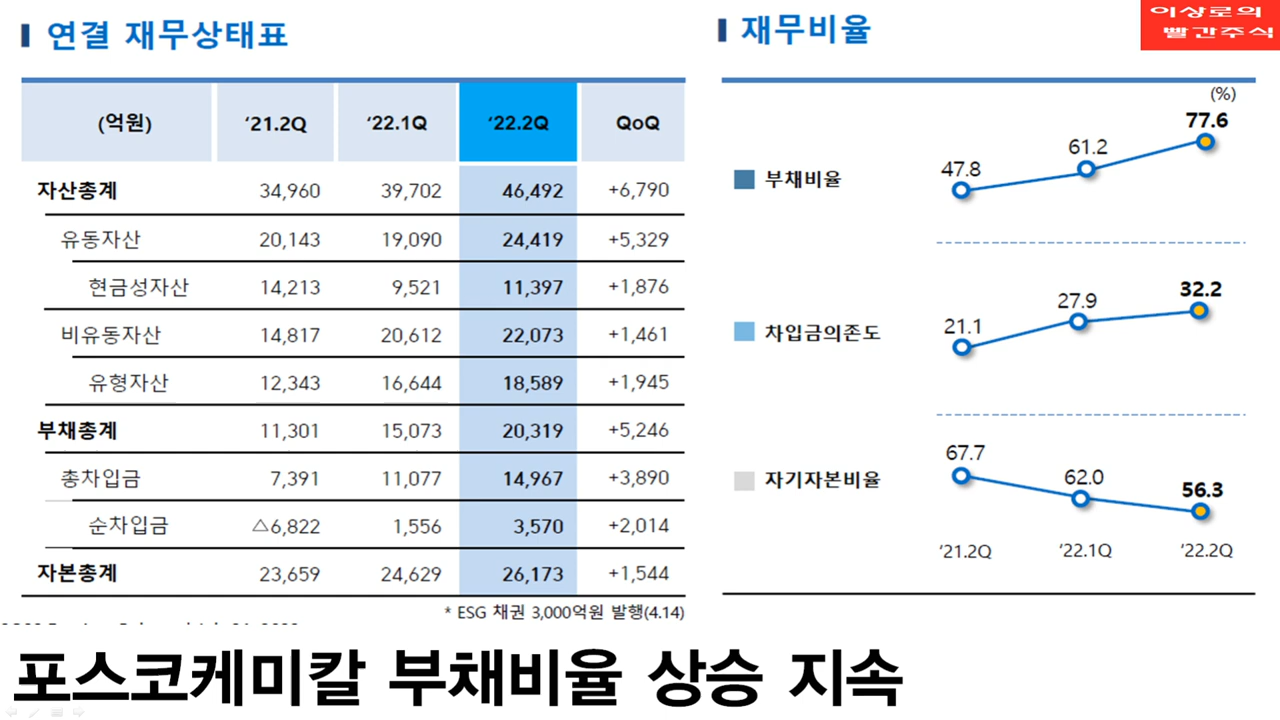 연결 재무상태표
(억원) '21.2Q '22.1Q '22.2Q QoQ
자산총계 34,960 39,702 46,492 +6,790
유동자산 20,143 19,090 24,419 +5,329
현금성자산 14,213 9,521 11,397 +1,876
비유동자산 14,817 20,612 22,073 +1,461
유형자산 12,343 16,644 18,589 +1,945
부채총계 11,301 15,073 20,319 +5,246
총차입금 7,391 11,077 14,967 +3,890
순차입금 △6,822 1,556 3,570 +2,014
자본총계 23,659 24,629 26,173 +1,544
* ESG 채권 3,000억원 발행(4.14)
재무비율
이상로의
빨간주식
(%)
부채비율 47.8 61.2 77.6
차입금의존도 21.1 27.9 32.2
자기자본비율 67.7 62.0 56.3
'21.2Q '22.1Q '22.2Q
포스코케미칼 부채비율 상승 지속